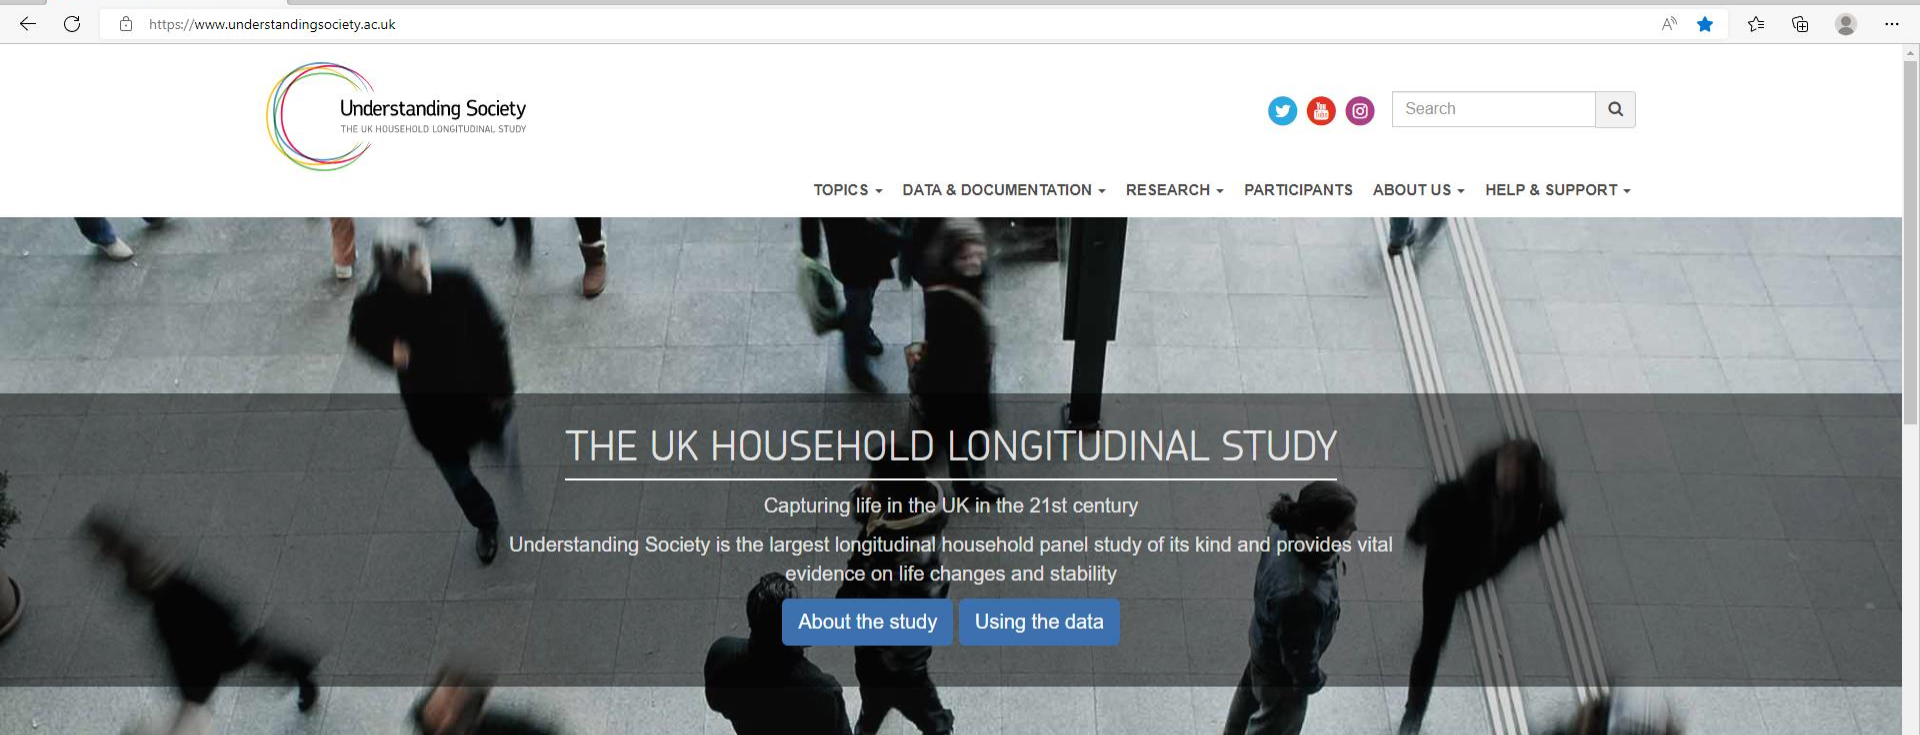 https://www.understandingsociety.ac.uk
Understanding Society
THE UK HOUSEHOLD LONGITUDINAL STUDY
You
Tube
Search
TOPICS DATA & DOCUMENTATION RESEARCH PARTICIPANTS ABOUT US HELP & SUPPORT
THE UK HOUSEHOLD LONGITUDINAL STUDY
Capturing life in the UK in the 21st century
Understanding Society is the largest longitudinal household panel study of its kind and provides vital
evidence on life changes and stability
About the study Using the data